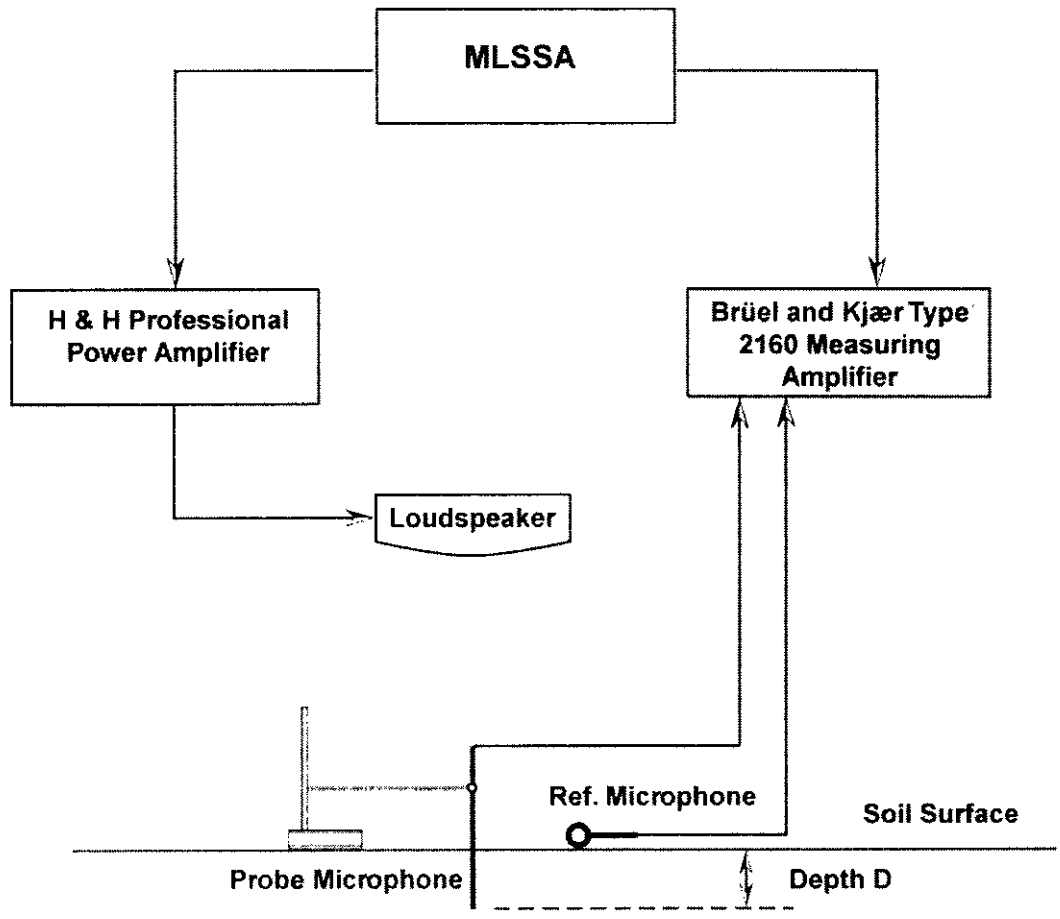 MLSSA
H & H Professional
Power Amplifier
Brüel and Kjær Type
2160 Measuring
Amplifier
Loudspeaker
Ref. Microphone
Soil Surface
Probe Microphone
Depth D